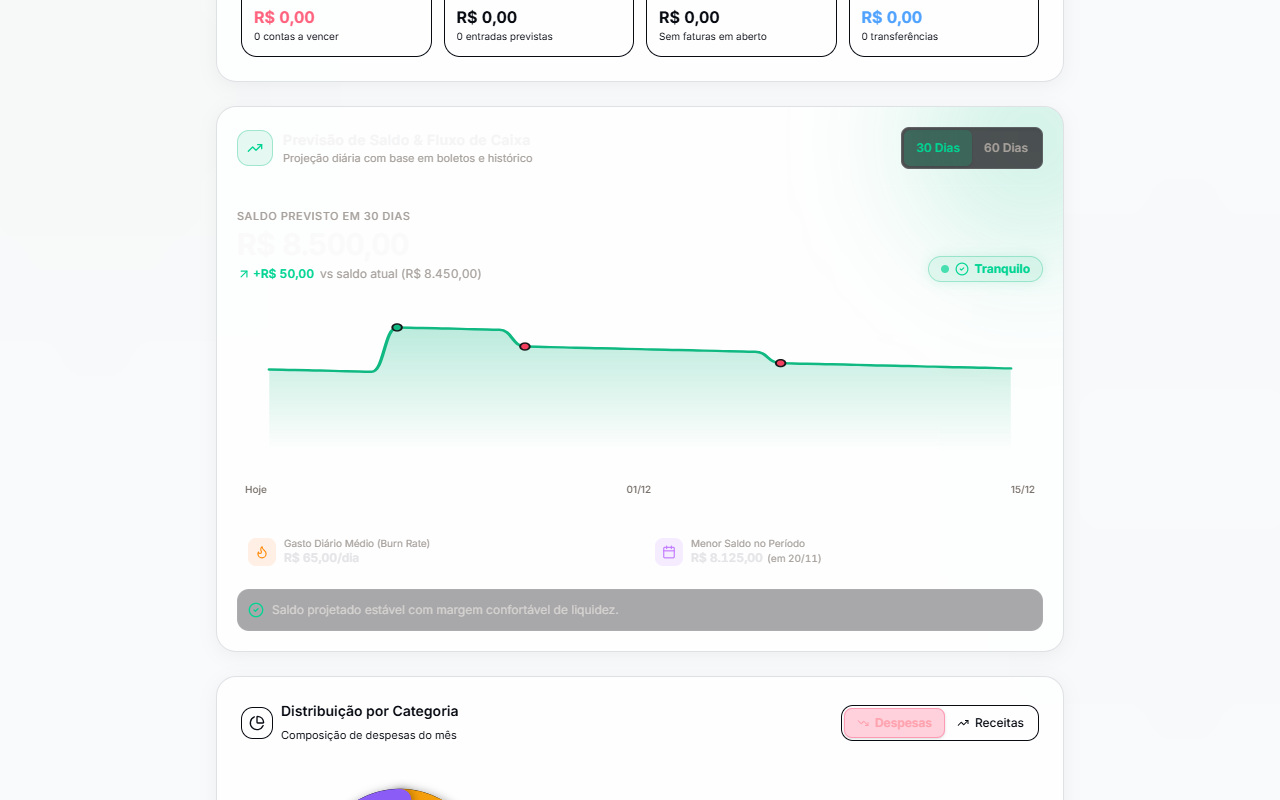 R$ 0,00
0 contas a vencer
R$ 0,00
0 entradas previstas
R$ 0,00
Sem faturas em aberto
R$ 0,00
0 transferências
Previsão de Saldo & Fluxo de Caixa
Projeção diária com base em boletos e histórico
30 Dias
60 Dias
SALDO PREVISTO EM 30 DIAS
R$ 8.500,00
+R$ 50,00 vs saldo atual (R$ 8.450,00)
Tranquilo
Hoje
01/12
15/12
Gasto Diário Médio (Burn Rate)
R$ 65,00/dia
Menor Saldo no Período
R$ 8.125,00 (em 20/11)
Saldo projetado estável com margem confortável de liquidez.
Distribuição por Categoria
Composição de despesas do mês
Despesas
Receitas